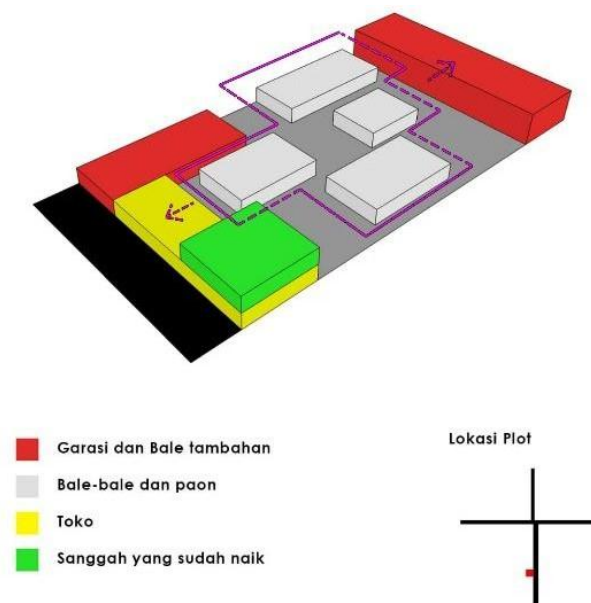 Garasi dan Bale tambahan
Lokasi Plot
Bale-bale dan paon
Toko
Sanggah yang sudah naik